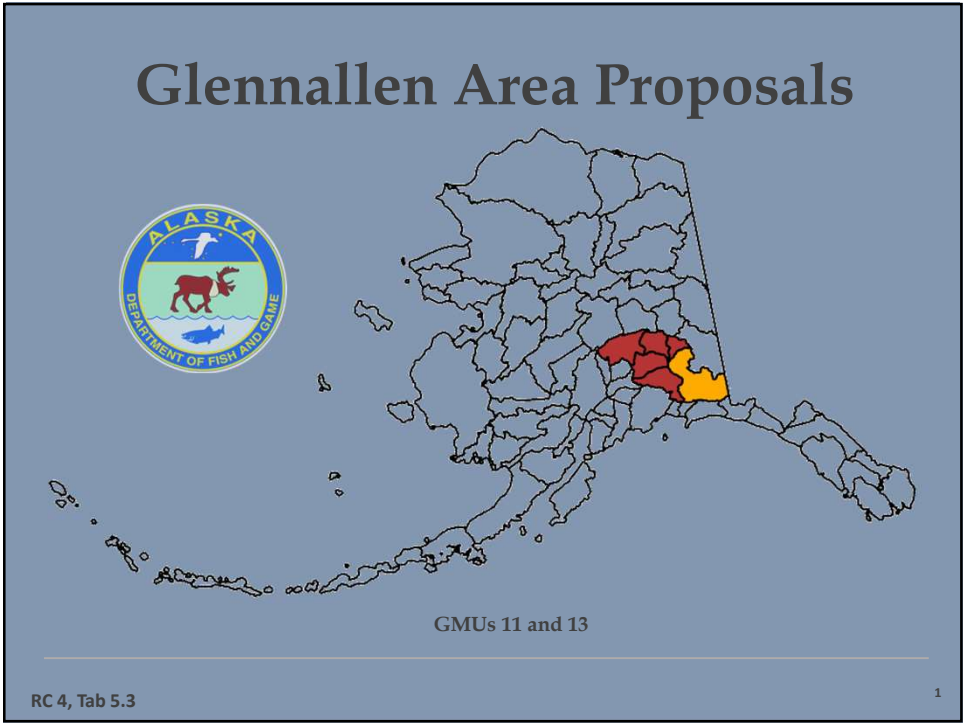 Glennallen Area Proposals
ALASKA
DEPARTMENT OF FISH AND GAME
GMUs 11 and 13
RC 4, Tab 5.3
1